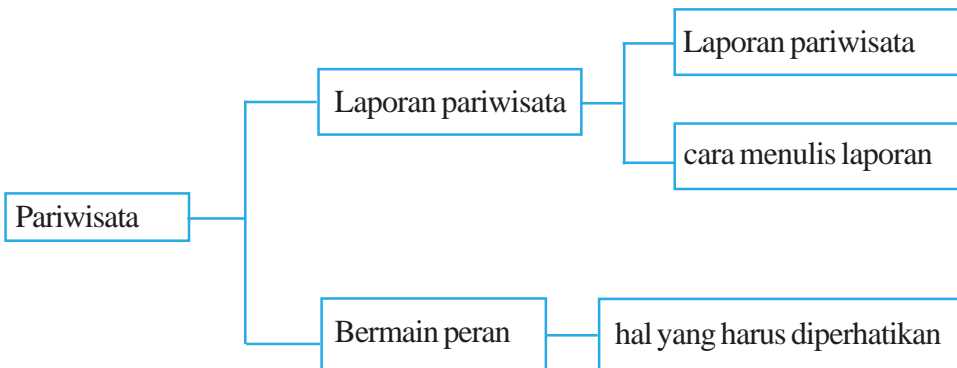 Laporan pariwisata
Laporan pariwisata
cara menulis laporan
Pariwisata
Bermain peran
hal yang harus diperhatikan